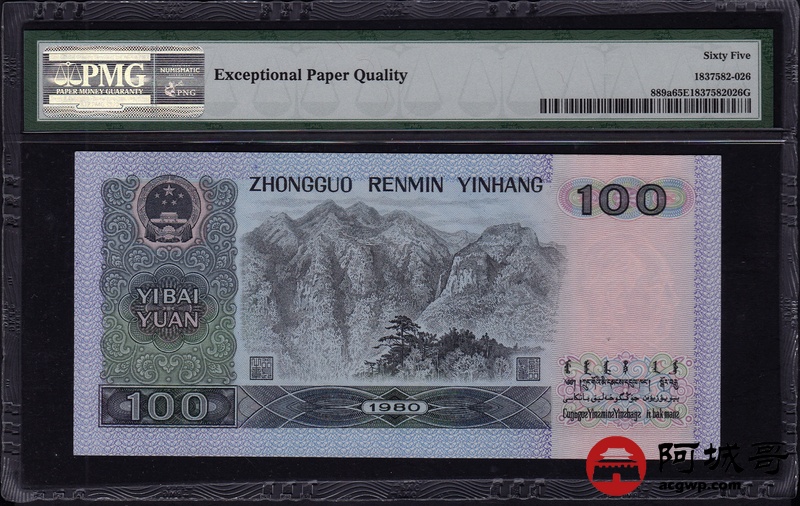 PMG
PAPER MONEY GUARANTY
NUMISMATIC
PNG
Exceptional Paper Quality
Sixty Five
1837582-026
889a65E1837582026G
ZHONGGUO RENMIN YINHANG
100
YIBAI
YUAN
100
1980
阿城哥
acgwp.com